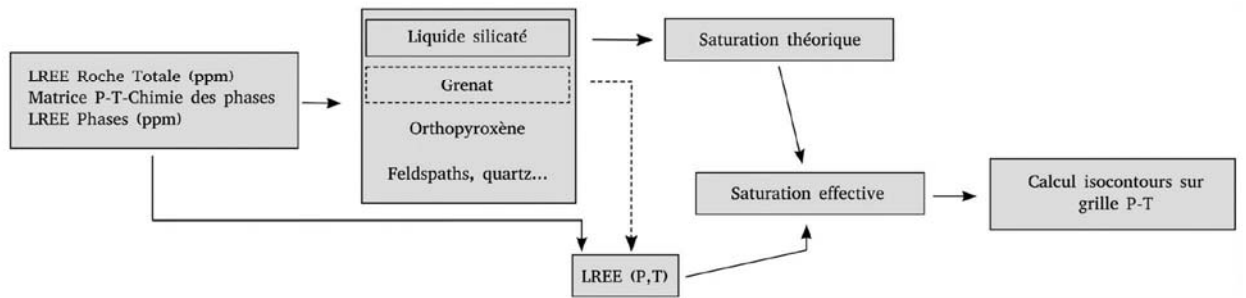 LREE Roche Totale (ppm)
Matrice P-T-Chimie des phases
LREE Phases (ppm)
Liquide silicaté
Grenat
Orthopyroxène
Feldspaths, quartz...
Saturation théorique
Saturation effective
LREE (P,T)
Calcul isocontours sur
grille P-T